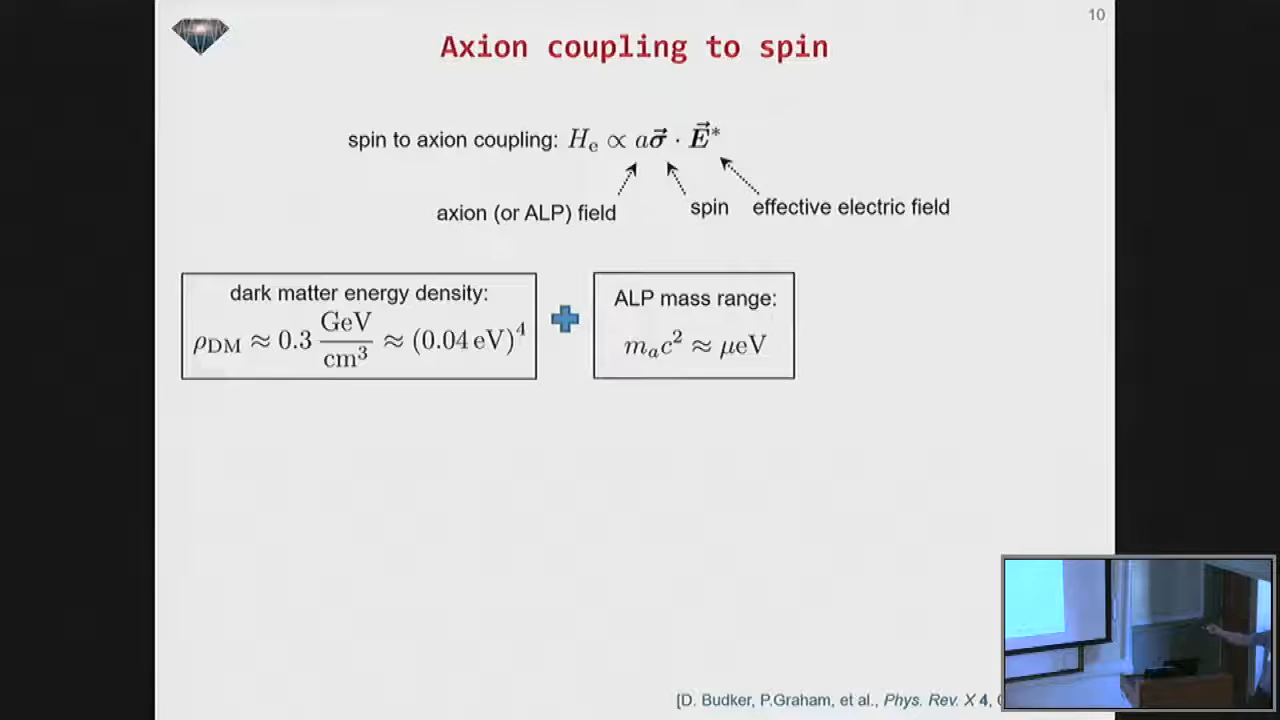 10
Axion coupling to spin
spin to axion coupling: Hₑ ∝ aσ⃗ · E⃗*
axion (or ALP) field
spin
effective electric field
dark matter energy density:
ρDM ≈ 0.3 GeV/cm³ ≈ (0.04 eV)⁴
ALP mass range:
mₐc² ≈ μeV
[D. Budker, P.Graham, et al., Phys. Rev. X 4,